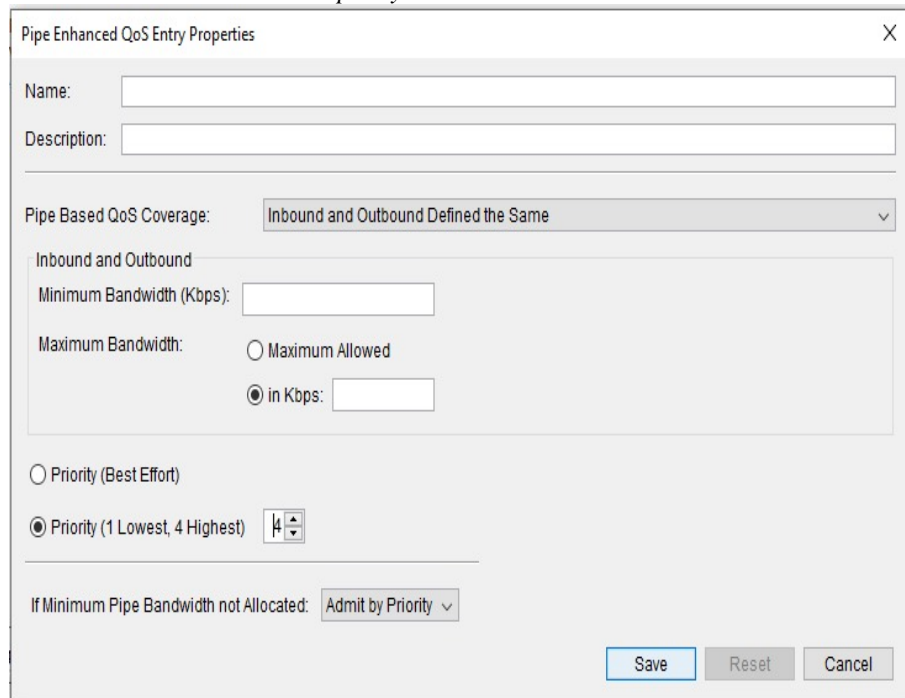 Pipe Enhanced QoS Entry Properties X
Name:
Description:
Pipe Based QoS Coverage: Inbound and Outbound Defined the Same
Inbound and Outbound
Minimum Bandwidth (Kbps):
Maximum Bandwidth: Maximum Allowed
in Kbps:
Priority (Best Effort)
Priority (1 Lowest, 4 Highest) 4
If Minimum Pipe Bandwidth not Allocated: Admit by Priority
Save Reset Cancel